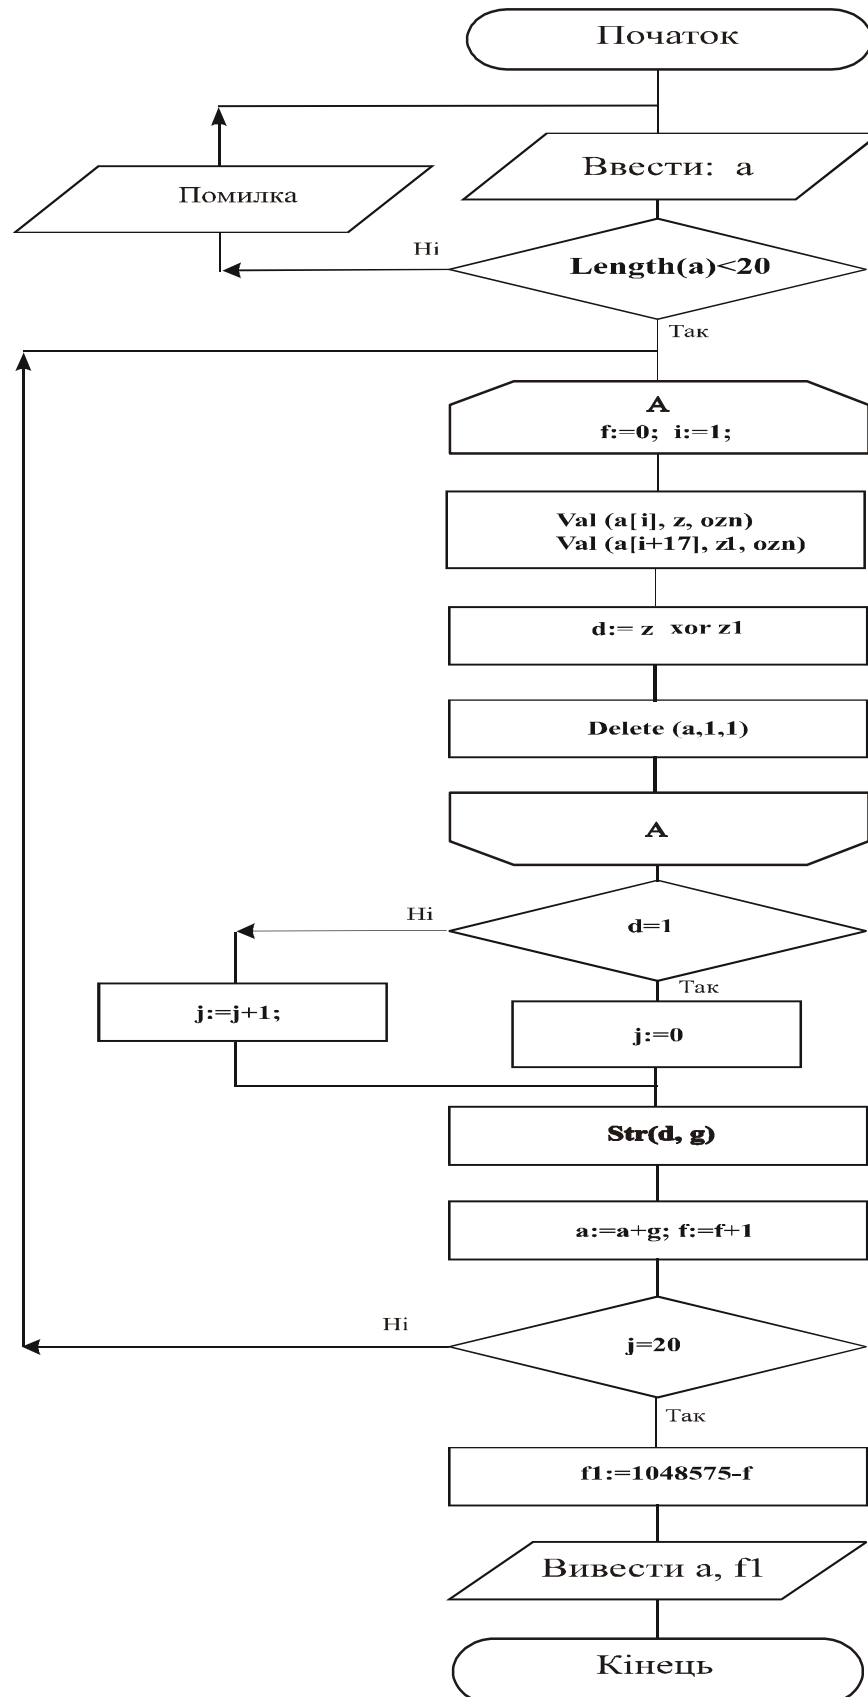 Початок
Ввести: а
Помилка
Ні
Length(a)<20
Так
A
f:=0; i:=1;
Val (a[i], z, ozn)
Val (a[i+17], z1, ozn)
d:= z xor z1
Delete (a,1,1)
A
Ні
d=1
Так
j:=j+1;
j:=0
Str(d, g)
a:=a+g; f:=f+1
Ні
j=20
Так
f1:=1048575-f
Вивести а, f1
Кінець